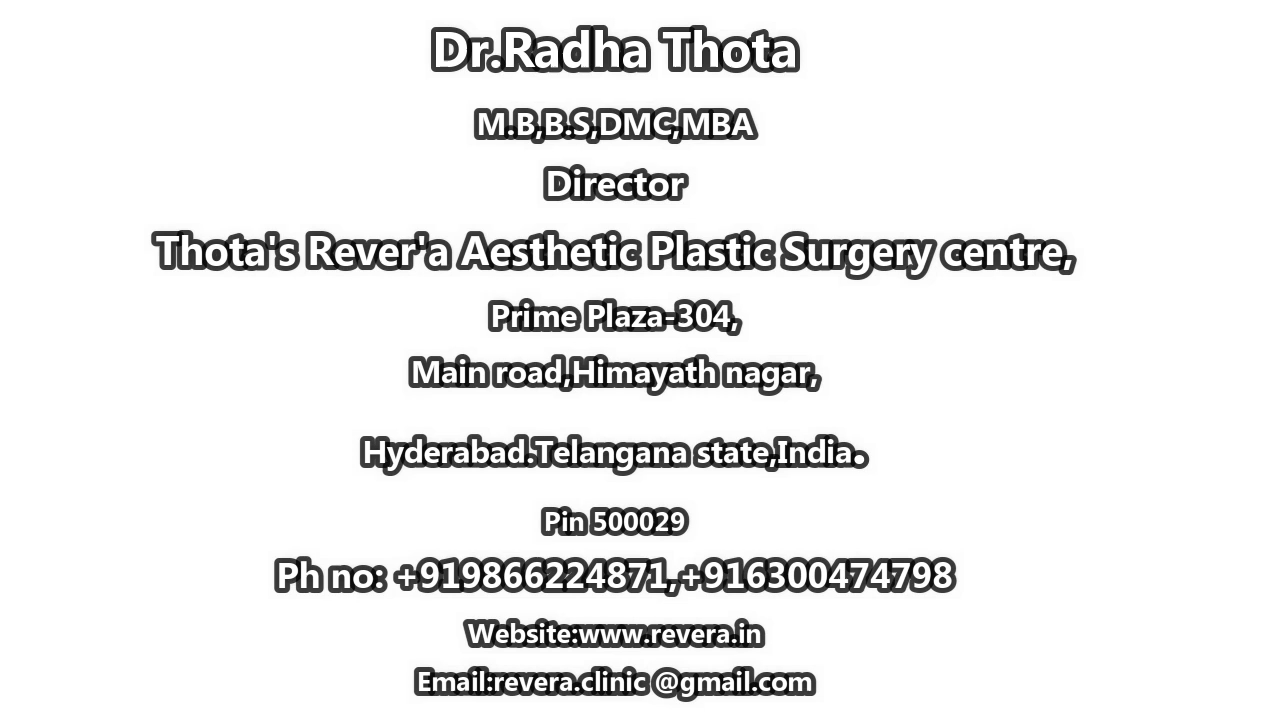 Dr.Radha Thota
M.B,B.S,DMC,MBA
Director
Thota's Rever'a Aesthetic Plastic Surgery centre,
Prime Plaza-304,
Main road,Himayath nagar,
Hyderabad.Telangana state,India.
Pin 500029
Ph no: +919866224871,+916300474798
Website:www.revera.in
Email:revera.clinic @gmail.com